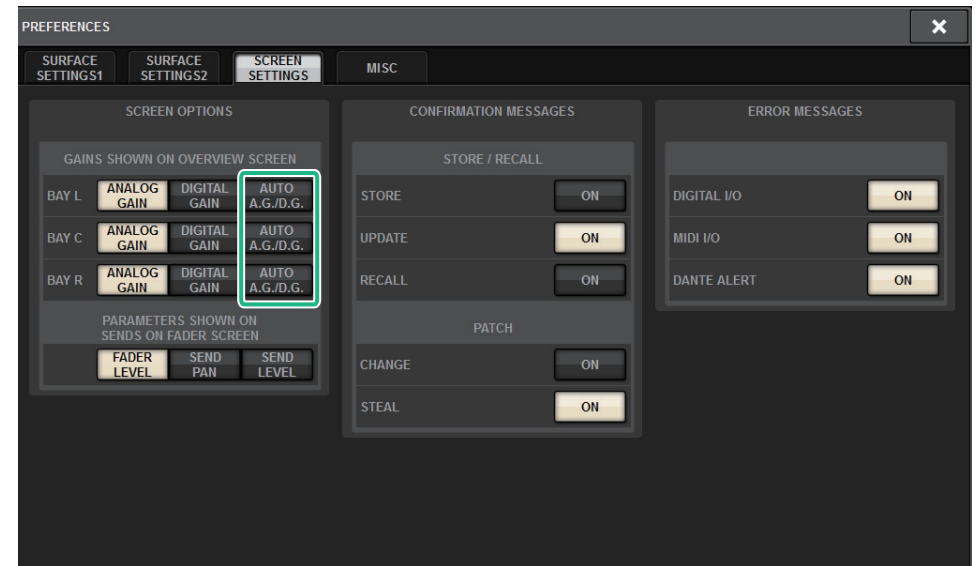 PREFERENCES
SURFACE SETTINGS1
SURFACE SETTINGS2
SCREEN SETTINGS
MISC
SCREEN OPTIONS
GAINS SHOWN ON OVERVIEW SCREEN
BAY L
ANALOG GAIN
DIGITAL GAIN
AUTO A.G./D.G.
BAY C
ANALOG GAIN
DIGITAL GAIN
AUTO A.G./D.G.
BAY R
ANALOG GAIN
DIGITAL GAIN
AUTO A.G./D.G.
PARAMETERS SHOWN ON
SENDS ON FADER SCREEN
FADER LEVEL
SEND PAN
SEND LEVEL
CONFIRMATION MESSAGES
STORE / RECALL
STORE ON
UPDATE ON
RECALL ON
PATCH
CHANGE ON
STEAL ON
ERROR MESSAGES
DIGITAL I/O ON
MIDI I/O ON
DANTE ALERT ON